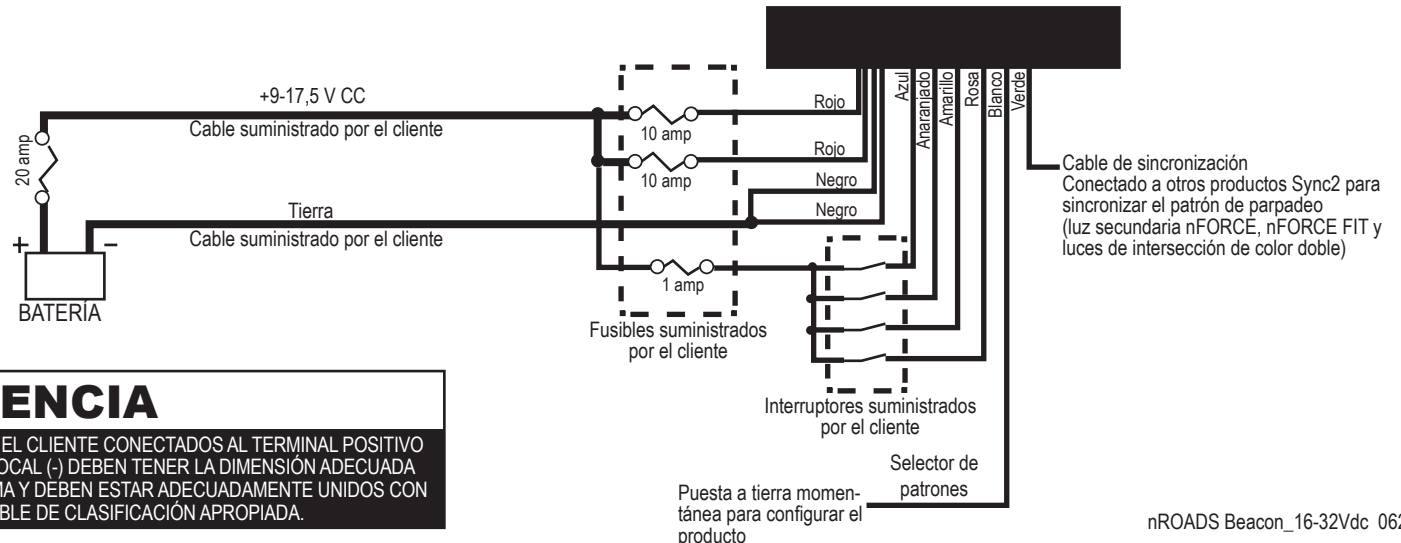 +9-17,5 V CC
Cable suministrado por el cliente
20 amp
10 amp
10 amp
Rojo
Rojo
Negro
Negro
Azul
Anaranjado
Amarillo
Rosa
Blanco
Verde
Tierra
Cable suministrado por el cliente
+
–
BATERÍA
1 amp
Fusibles suministrados
por el cliente
Cable de sincronización
Conectado a otros productos Sync2 para
sincronizar el patrón de parpadeo
(luz secundaria nFORCE, nFORCE FIT y
luces de intersección de color doble)
Interruptores suministrados
por el cliente
Selector de
patrones
Puesta a tierra momen-
tánea para configurar el
producto
ENCIA
EL CLIENTE CONECTADOS AL TERMINAL POSITIVO
OCAL (-) DEBEN TENER LA DIMENSIÓN ADECUADA
MA Y DEBEN ESTAR ADECUADAMENTE UNIDOS CON
BLE DE CLASIFICACIÓN APROPIADA.
nROADS Beacon_16-32Vdc 062